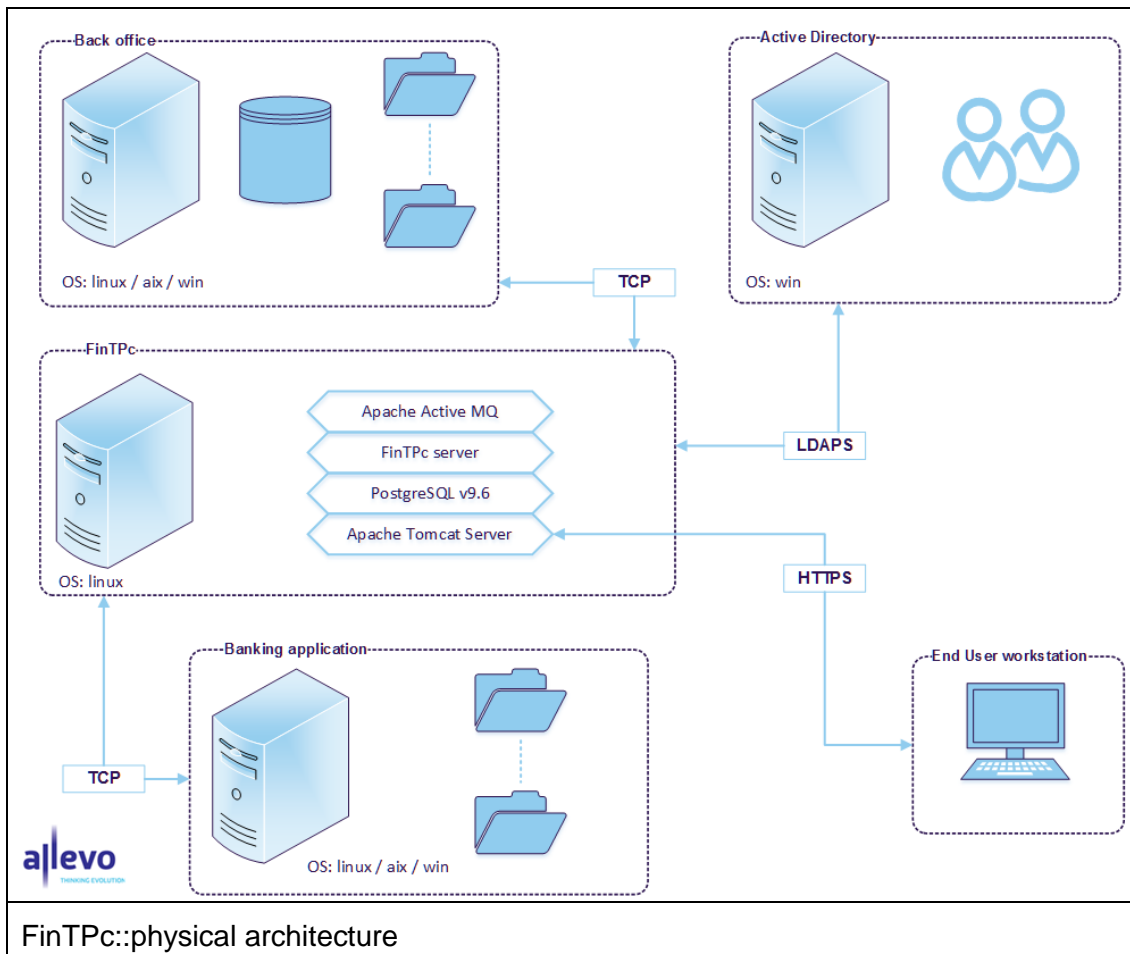 Back office
OS: linux / aix / win
Active Directory
OS: win
TCP
FinTPc
Apache Active MQ
FinTPc server
PostgreSQL v9.6
Apache Tomcat Server
OS: linux
LDAPS
HTTPS
Banking application
OS: linux / aix / win
TCP
End User workstation
allevo
THINKING EVOLUTION
FinTPc::physical architecture